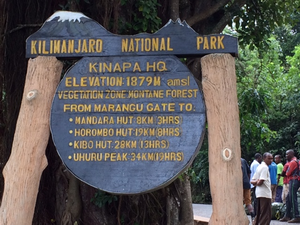 KILIMANJARO NATIONAL PARK
KINAPA HQ
ELEVATION:1879M amsl
VEGETATION ZONE MONTANE FOREST
FROM MARANGU GATE TO..
• MANDARA HUT 8KM (3HRS)
• HOROMBO HUT 19KM (8HRS)
• KIBO HUT 28KM (13HRS)
• UHURU PEAK 34KM (19HRS)